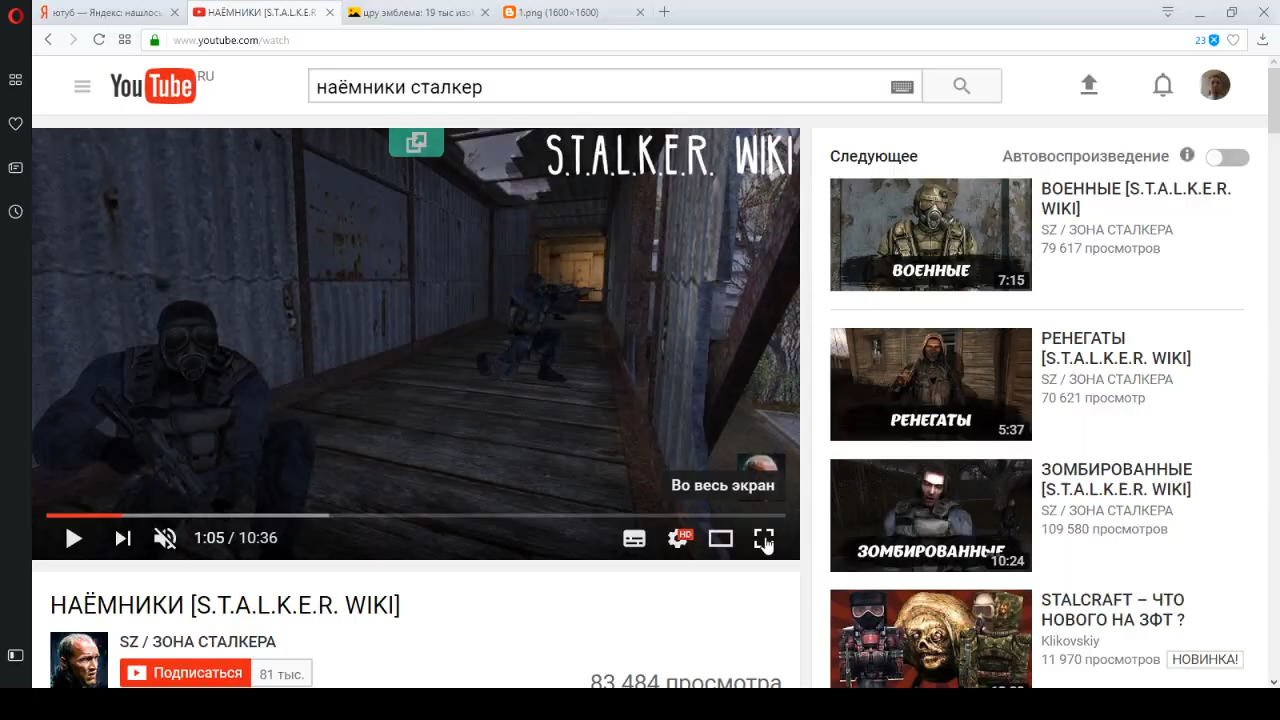 ютуб — Яндекс: нашлось
НАЁМНИКИ [S.T.A.L.K.E.R.
цру эмблема: 19 тыс изо
1.png (1600×1600)
www.youtube.com/watch
23
YouTube RU
наёмники сталкер
S.T.A.L.K.E.R. WIKI
Во весь экран
1:05 / 10:36
HD
НАЁМНИКИ [S.T.A.L.K.E.R. WIKI]
SZ / ЗОНА СТАЛКЕРА
Подписаться 81 тыс.
83 484 просмотра
Следующее
Автовоспроизведение
ВОЕННЫЕ
7:15
ВОЕННЫЕ [S.T.A.L.K.E.R.
WIKI]
SZ / ЗОНА СТАЛКЕРА
79 617 просмотров
РЕНЕГАТЫ
5:37
РЕНЕГАТЫ
[S.T.A.L.K.E.R. WIKI]
SZ / ЗОНА СТАЛКЕРА
70 621 просмотр
ЗОМБИРОВАННЫЕ
10:24
ЗОМБИРОВАННЫЕ
[S.T.A.L.K.E.R. WIKI]
SZ / ЗОНА СТАЛКЕРА
109 580 просмотров
STALCRAFT – ЧТО
НОВОГО НА ЗФТ ?
Klikovskiy
11 970 просмотров НОВИНКА!